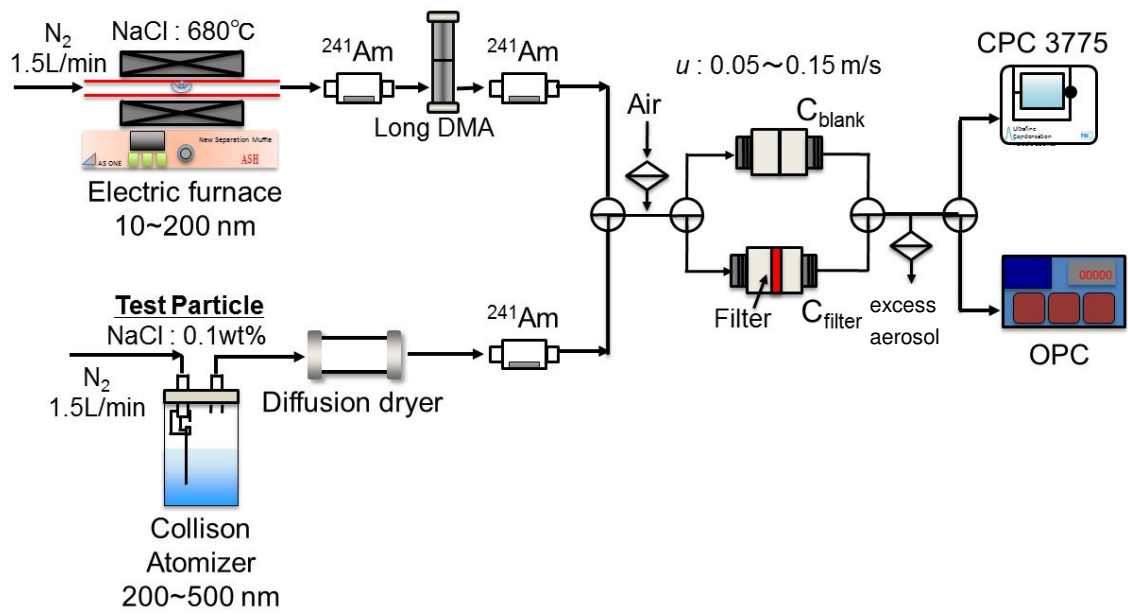 N2
1.5L/min
NaCl : 680℃
New Separation Muffle
AS ONE
ASH
Electric furnace
10~200 nm
241Am
Long DMA
241Am
Air
u : 0.05～0.15 m/s
Cblank
CPC 3775
Ultrafine
Condensation
Filter
Cfilter
excess
aerosol
00000
OPC
Test Particle
NaCl : 0.1wt%
N2
1.5L/min
Diffusion dryer
241Am
Collison
Atomizer
200~500 nm